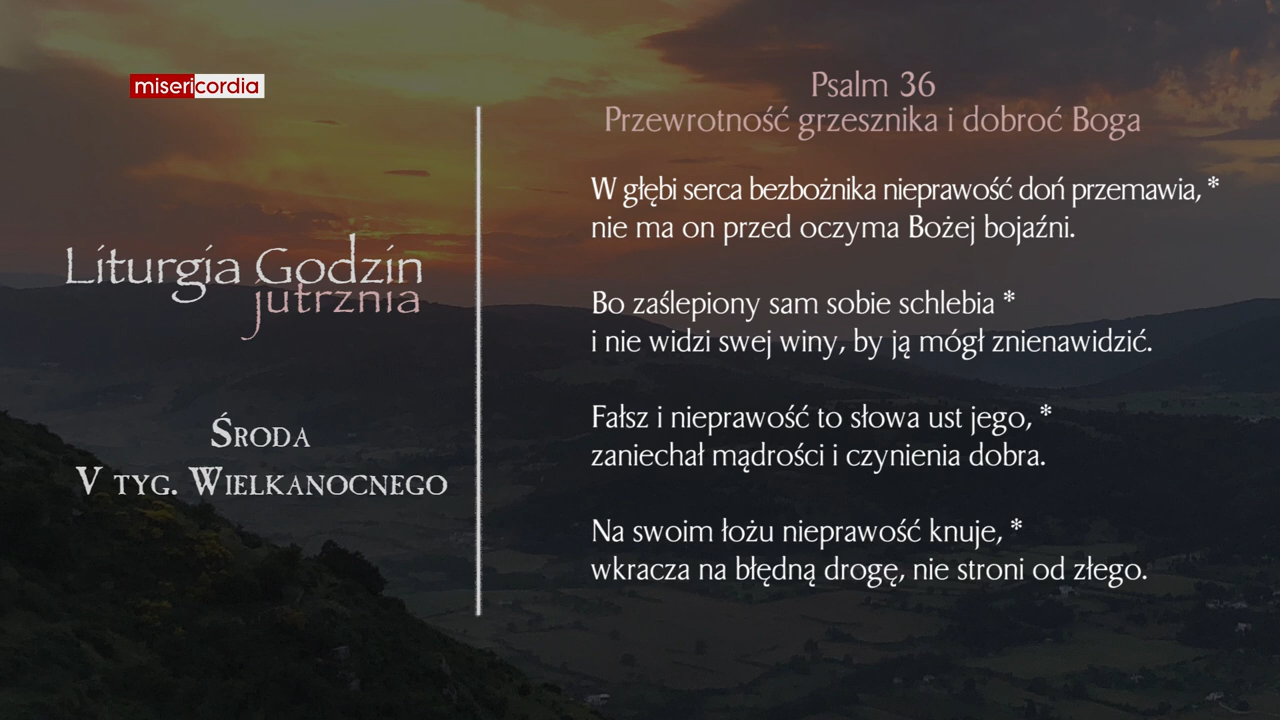 misericordia
Liturgia Godzin
jutrznia
Środa
V tyg. Wielkanocnego
Psalm 36
Przewrotność grzesznika i dobroć Boga
W głębi serca bezbożnika nieprawość doń przemawia, *
nie ma on przed oczyma Bożej bojaźni.
Bo zaślepiony sam sobie schlebia *
i nie widzi swej winy, by ją mógł znienawidzić.
Fałsz i nieprawość to słowa ust jego, *
zaniechał mądrości i czynienia dobra.
Na swoim łożu nieprawość knuje, *
wkracza na błędną drogę, nie stroni od złego.